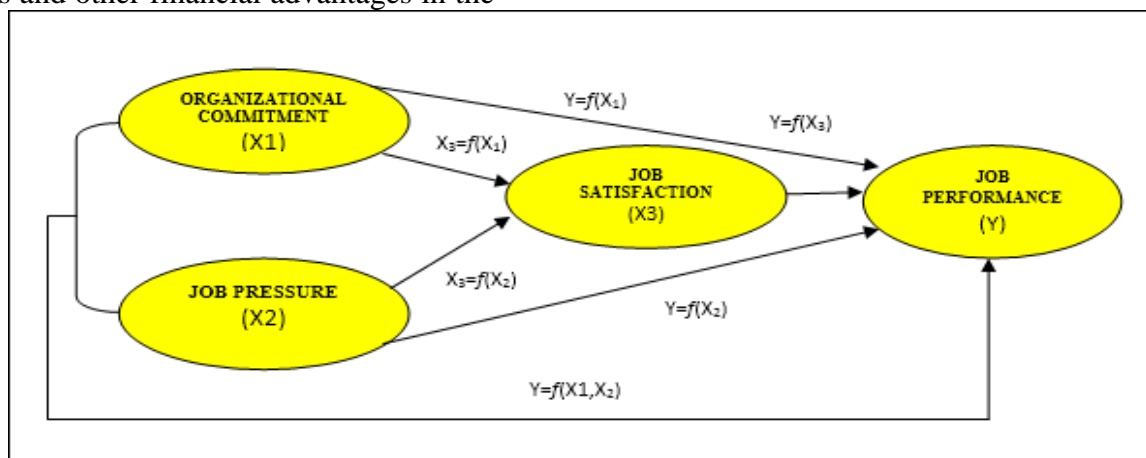 s and other financial advantages in the
ORGANIZATIONAL
COMMITMENT
(X1)
Y=f(X₁)
Y=f(X₃)
X₃=f(X₁)
JOB
SATISFACTION
(X3)
JOB
PERFORMANCE
(Y)
JOB PRESSURE
(X2)
X₃=f(X₂)
Y=f(X₂)
Y=f(X1,X₂)